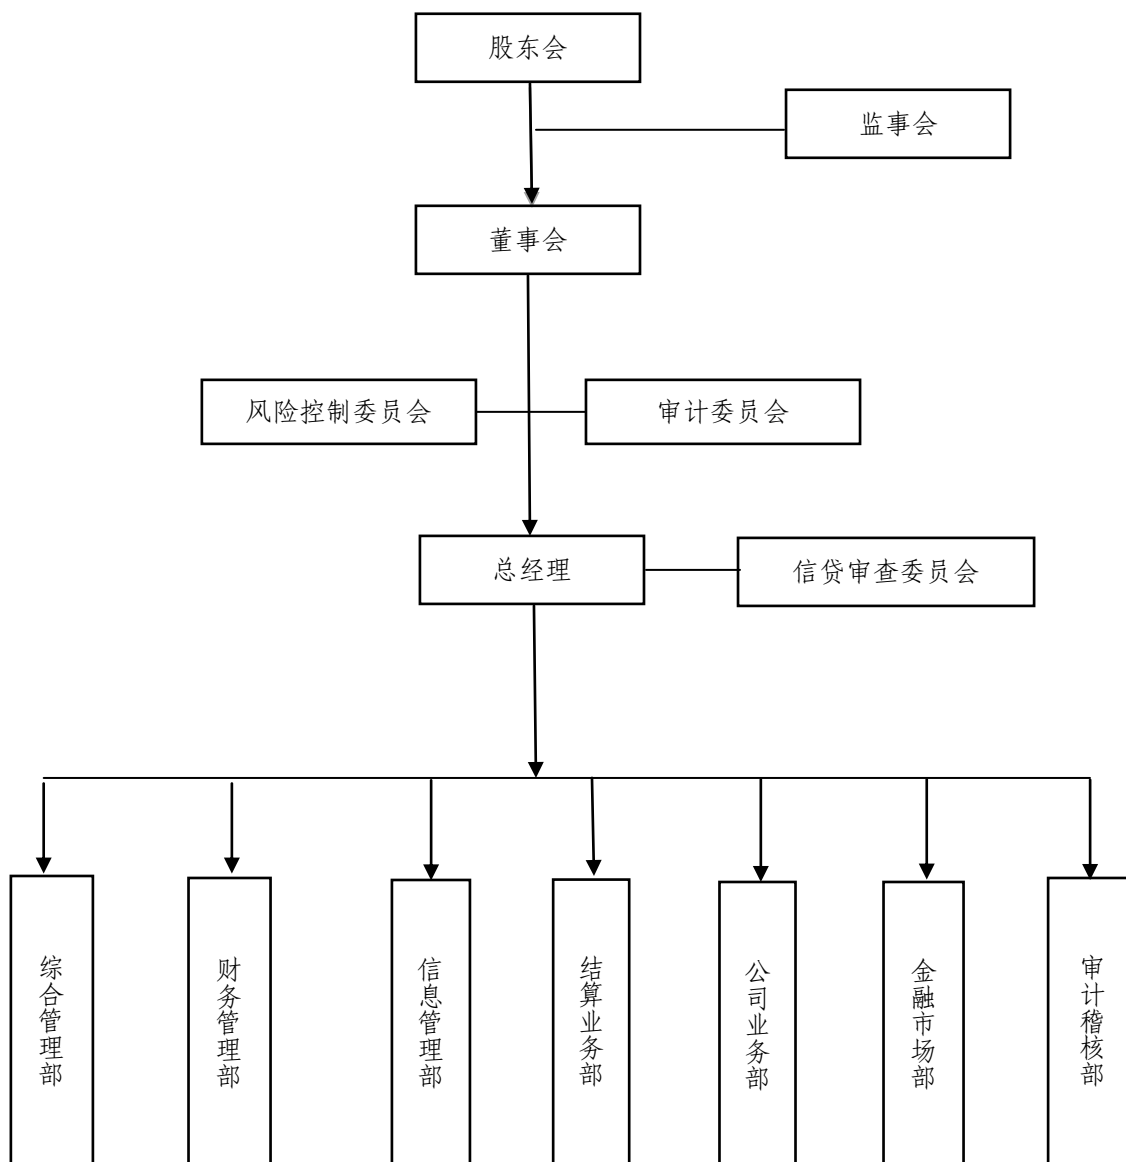 股东会
监事会
董事会
风险控制委员会
审计委员会
总经理
信贷审查委员会
综合管理部
财务管理部
信息管理部
结算业务部
公司业务部
金融市场部
审计稽核部